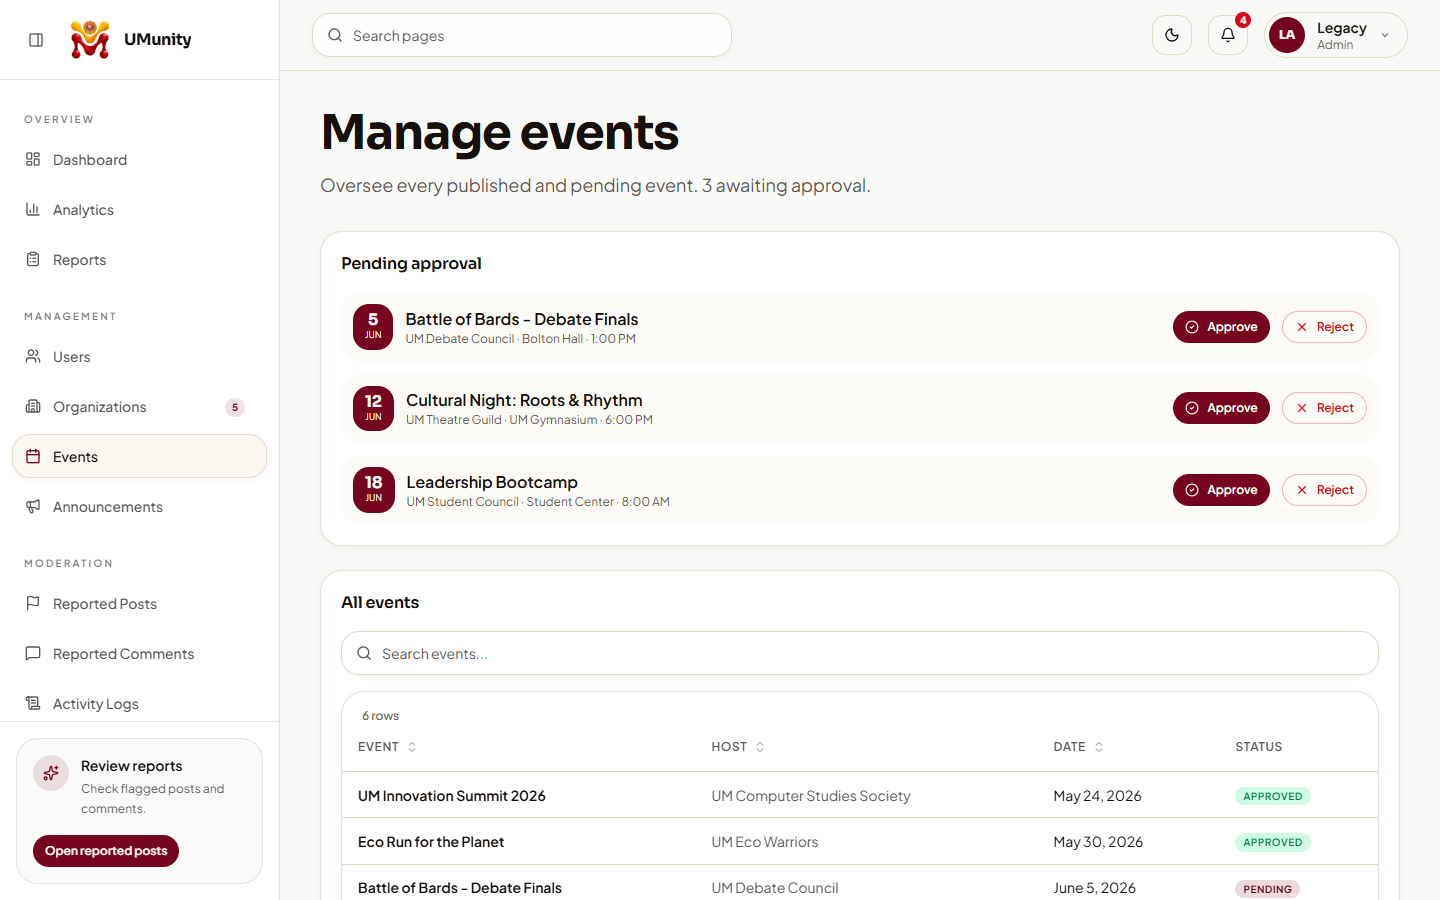 UMunity
Search pages
4
LA
Legacy
Admin
OVERVIEW
Dashboard
Analytics
Reports
MANAGEMENT
Users
Organizations
5
Events
Announcements
MODERATION
Reported Posts
Reported Comments
Activity Logs
Review reports
Check flagged posts and
comments.
Open reported posts
Manage events
Oversee every published and pending event. 3 awaiting approval.
Pending approval
5
JUN
Battle of Bards – Debate Finals
UM Debate Council · Bolton Hall · 1:00 PM
Approve
Reject
12
JUN
Cultural Night: Roots & Rhythm
UM Theatre Guild · UM Gymnasium · 6:00 PM
Approve
Reject
18
JUN
Leadership Bootcamp
UM Student Council · Student Center · 8:00 AM
Approve
Reject
All events
Search events...
6 rows
EVENT HOST DATE STATUS
UM Innovation Summit 2026 UM Computer Studies Society May 24, 2026 APPROVED
Eco Run for the Planet UM Eco Warriors May 30, 2026 APPROVED
Battle of Bards – Debate Finals UM Debate Council June 5, 2026 PENDING